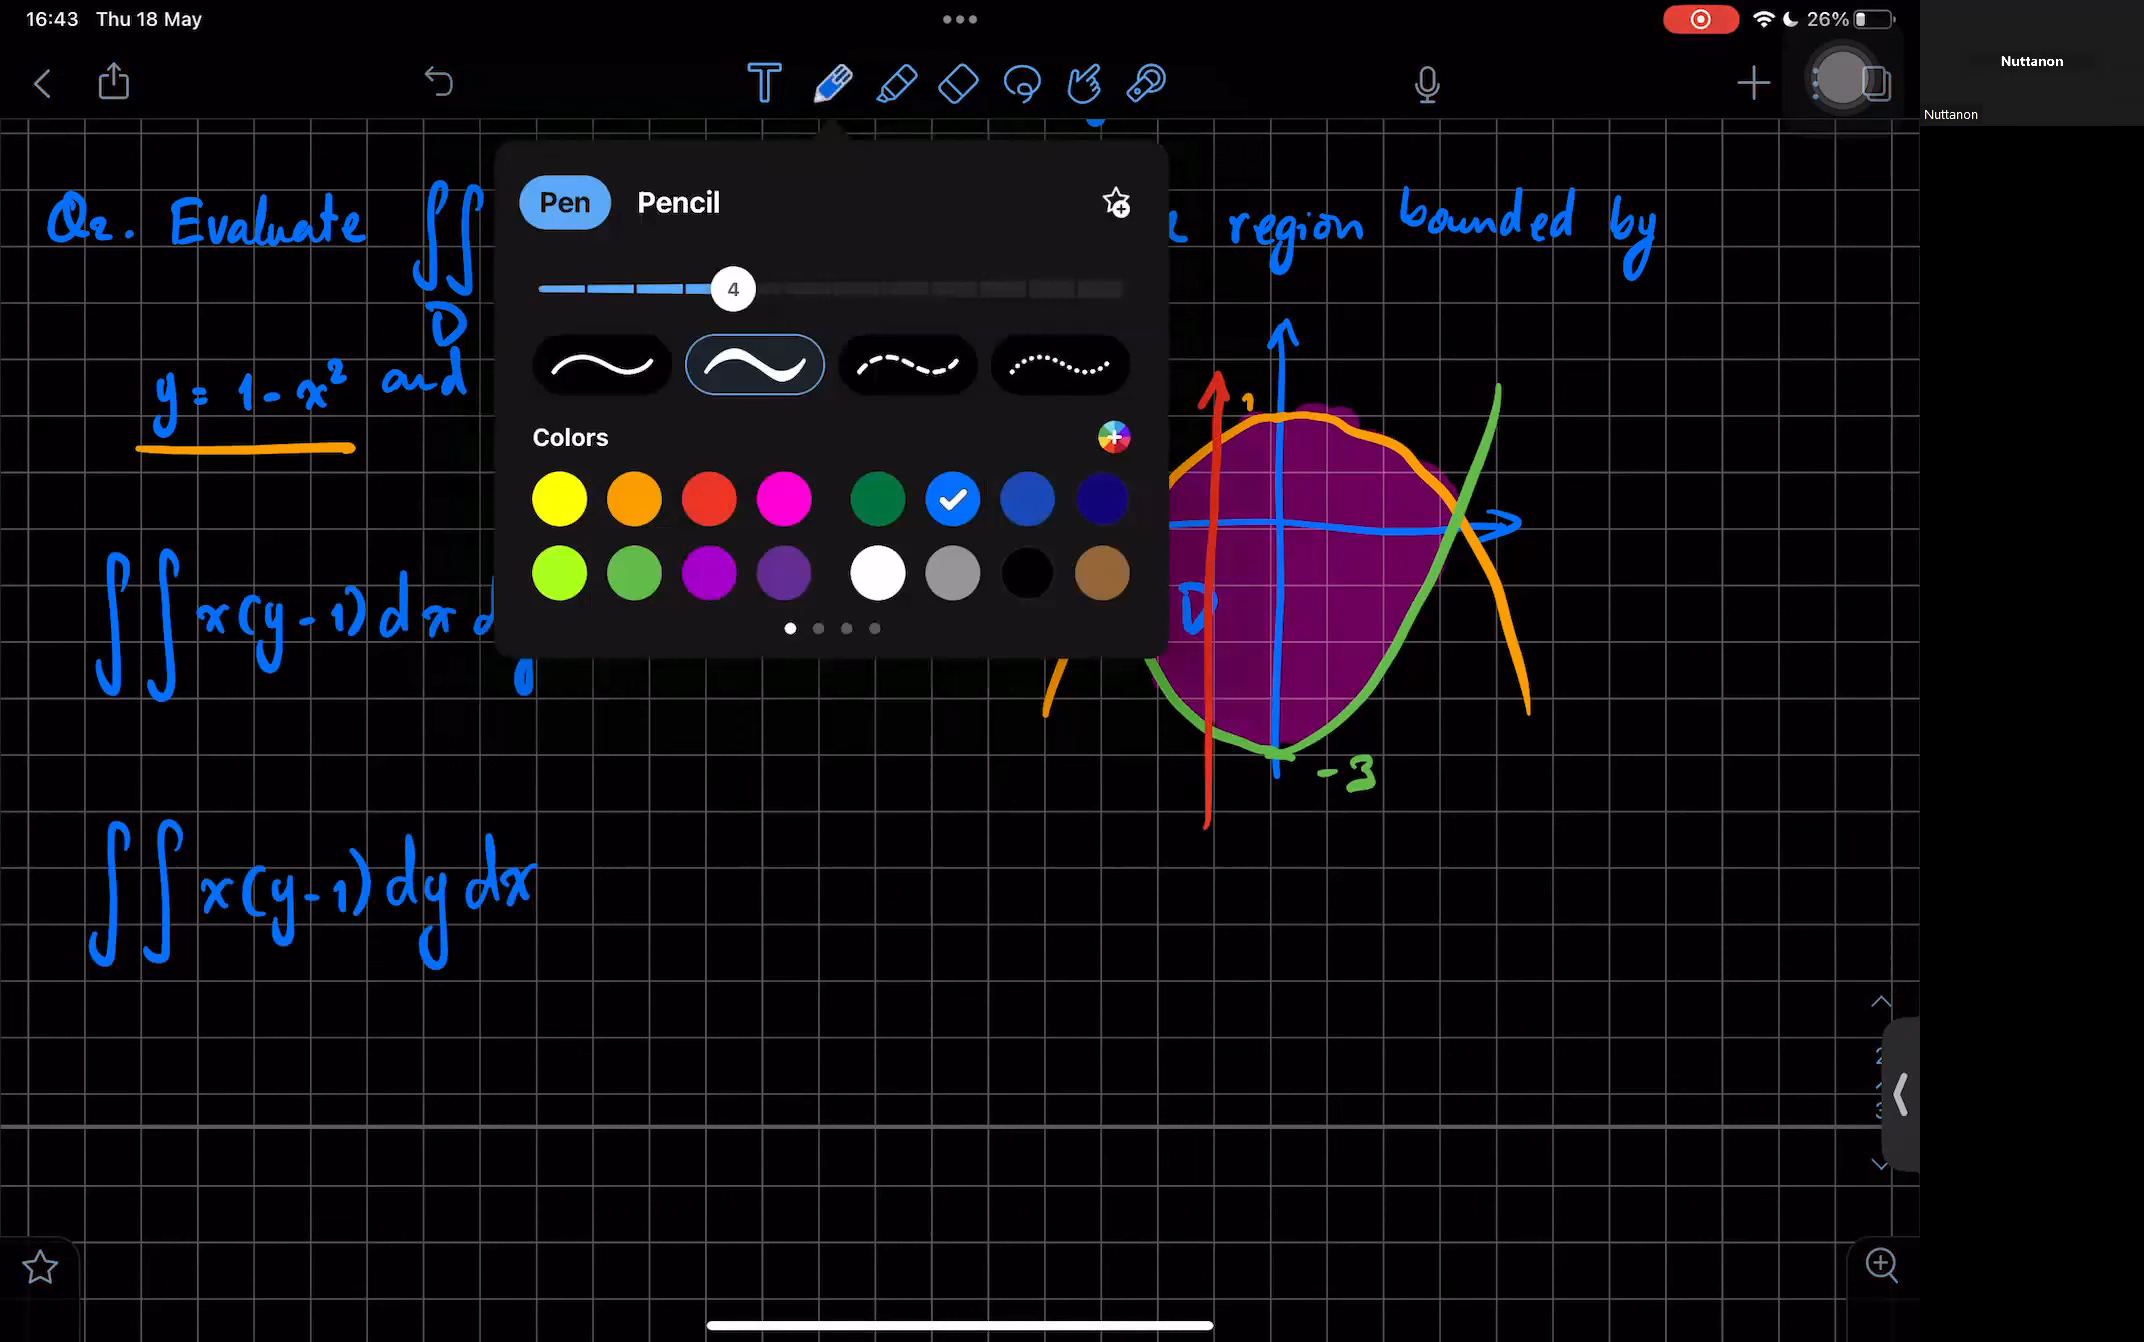 16:43 Thu 18 May
26%
Nuttanon
Nuttanon
Pen Pencil
4
Colors
Q2. Evaluate ∬ region bounded by
D
y = 1 - x² and
1
∬ x(y-1) dx d
D
-3
∬ x(y-1) dy dx